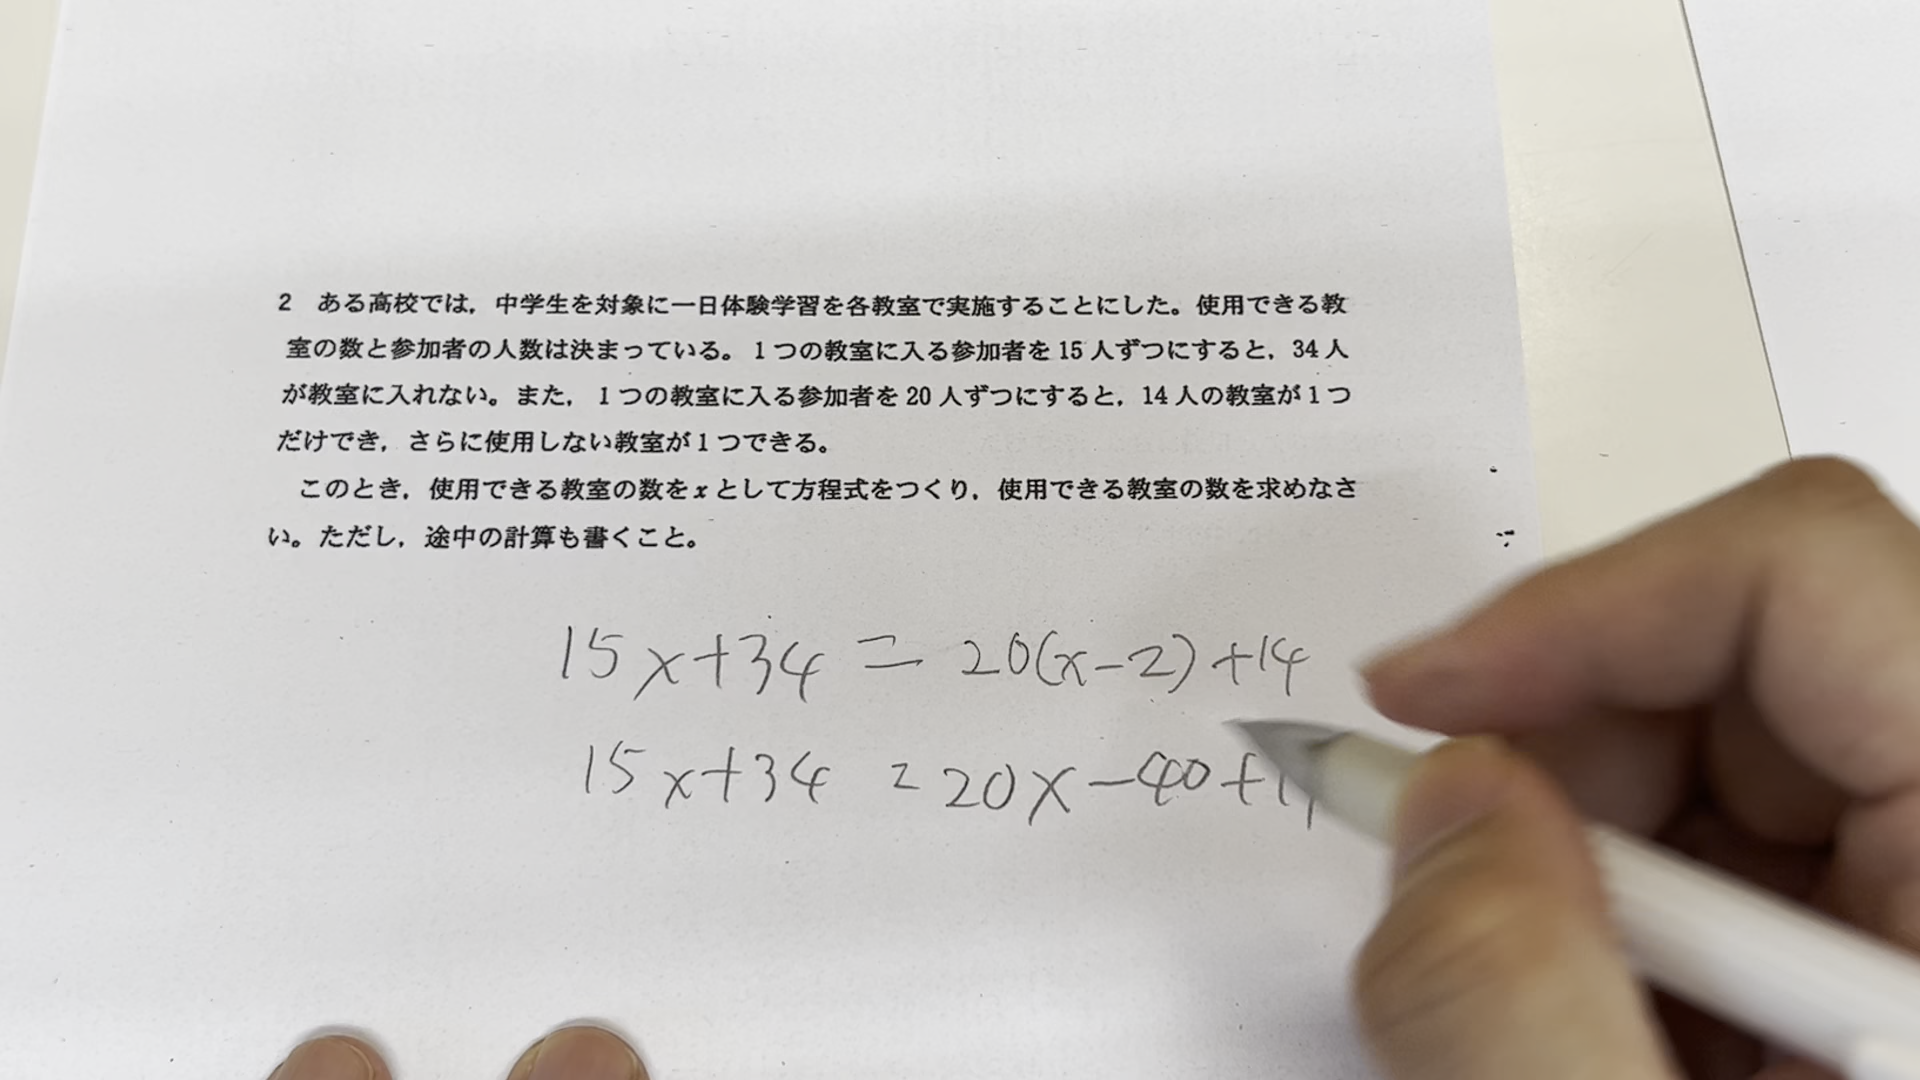 2 ある高校では，中学生を対象に一日体験学習を各教室で実施することにした。使用できる教
室の数と参加者の人数は決まっている。1つの教室に入る参加者を15人ずつにすると，34人
が教室に入れない。また，1つの教室に入る参加者を20人ずつにすると，14人の教室が1つ
だけでき，さらに使用しない教室が1つできる。
このとき，使用できる教室の数をxとして方程式をつくり，使用できる教室の数を求めなさ
い。ただし，途中の計算も書くこと。
15x+34=20(x-2)+14
15x+34=20x-40+1